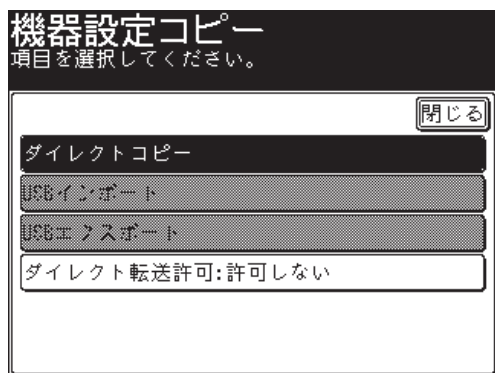 機器設定コピー
項目を選択してください。
閉じる
ダイレクトコピー
USBインポート
USBエクスポート
ダイレクト転送許可:許可しない